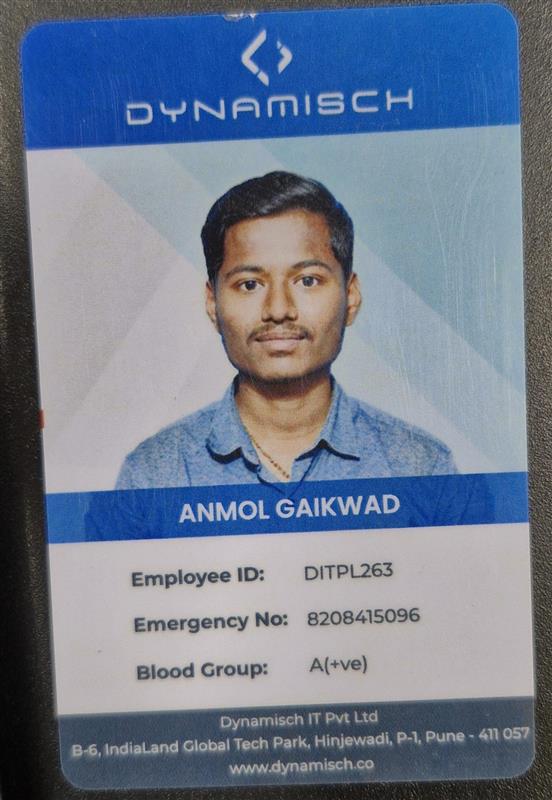 DYNAMISCH
ANMOL GAIKWAD
Employee ID: DITPL263
Emergency No: 8208415096
Blood Group: A(+ve)
Dynamisch IT Pvt Ltd
B-6, IndiaLand Global Tech Park, Hinjewadi, P-1, Pune - 411 057
www.dynamisch.co